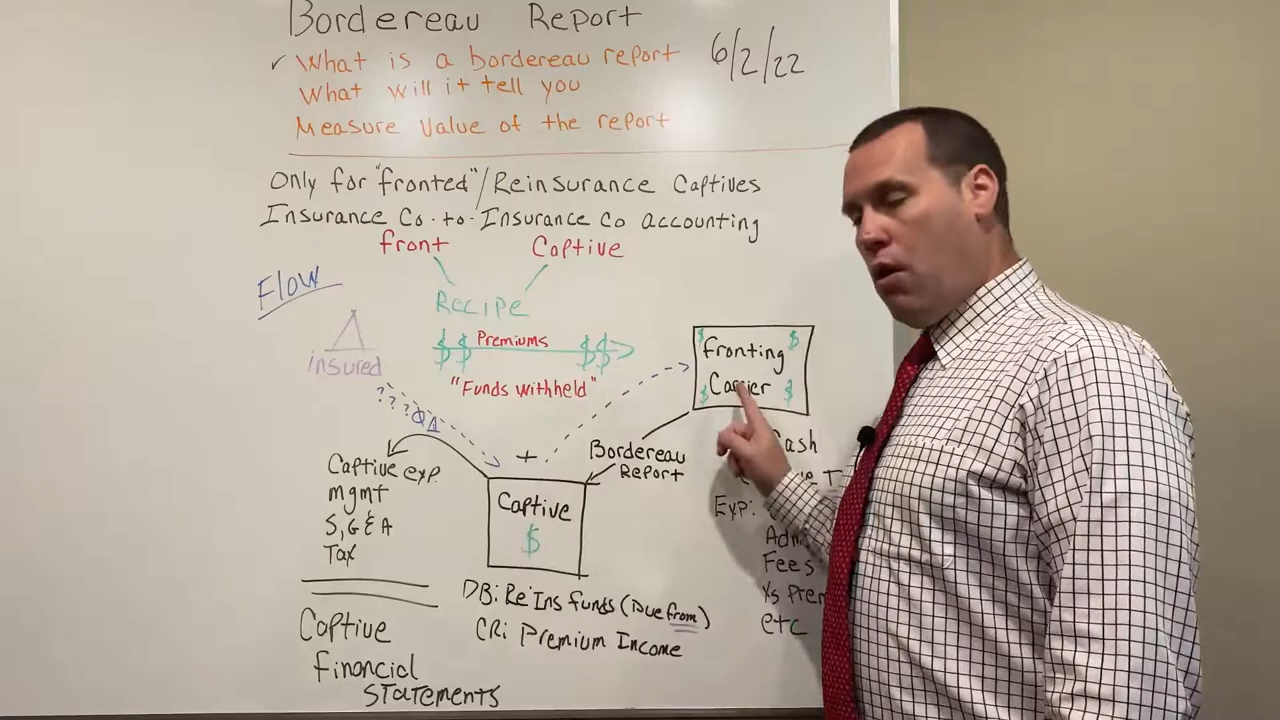 Bordereau Report
✓ What is a bordereau report
6/2/22
What will it tell you
Measure Value of the report
Only for "fronted"/Reinsurance Captives
Insurance Co-to-Insurance co accounting
front
Captive
Flow
Recipe
$$ Premiums $$
"Funds withheld"
insured
$ $
Fronting
Carrier
$ $
? ? ?
+
Bordereau
Report
Captive exp.
mgmt
S, G & A
Tax
Captive
$
Exp:
Fees
Xs Prem
etc
DB: Re'Ins funds (Due from)
CR: Premium Income
Captive
financial
Statements